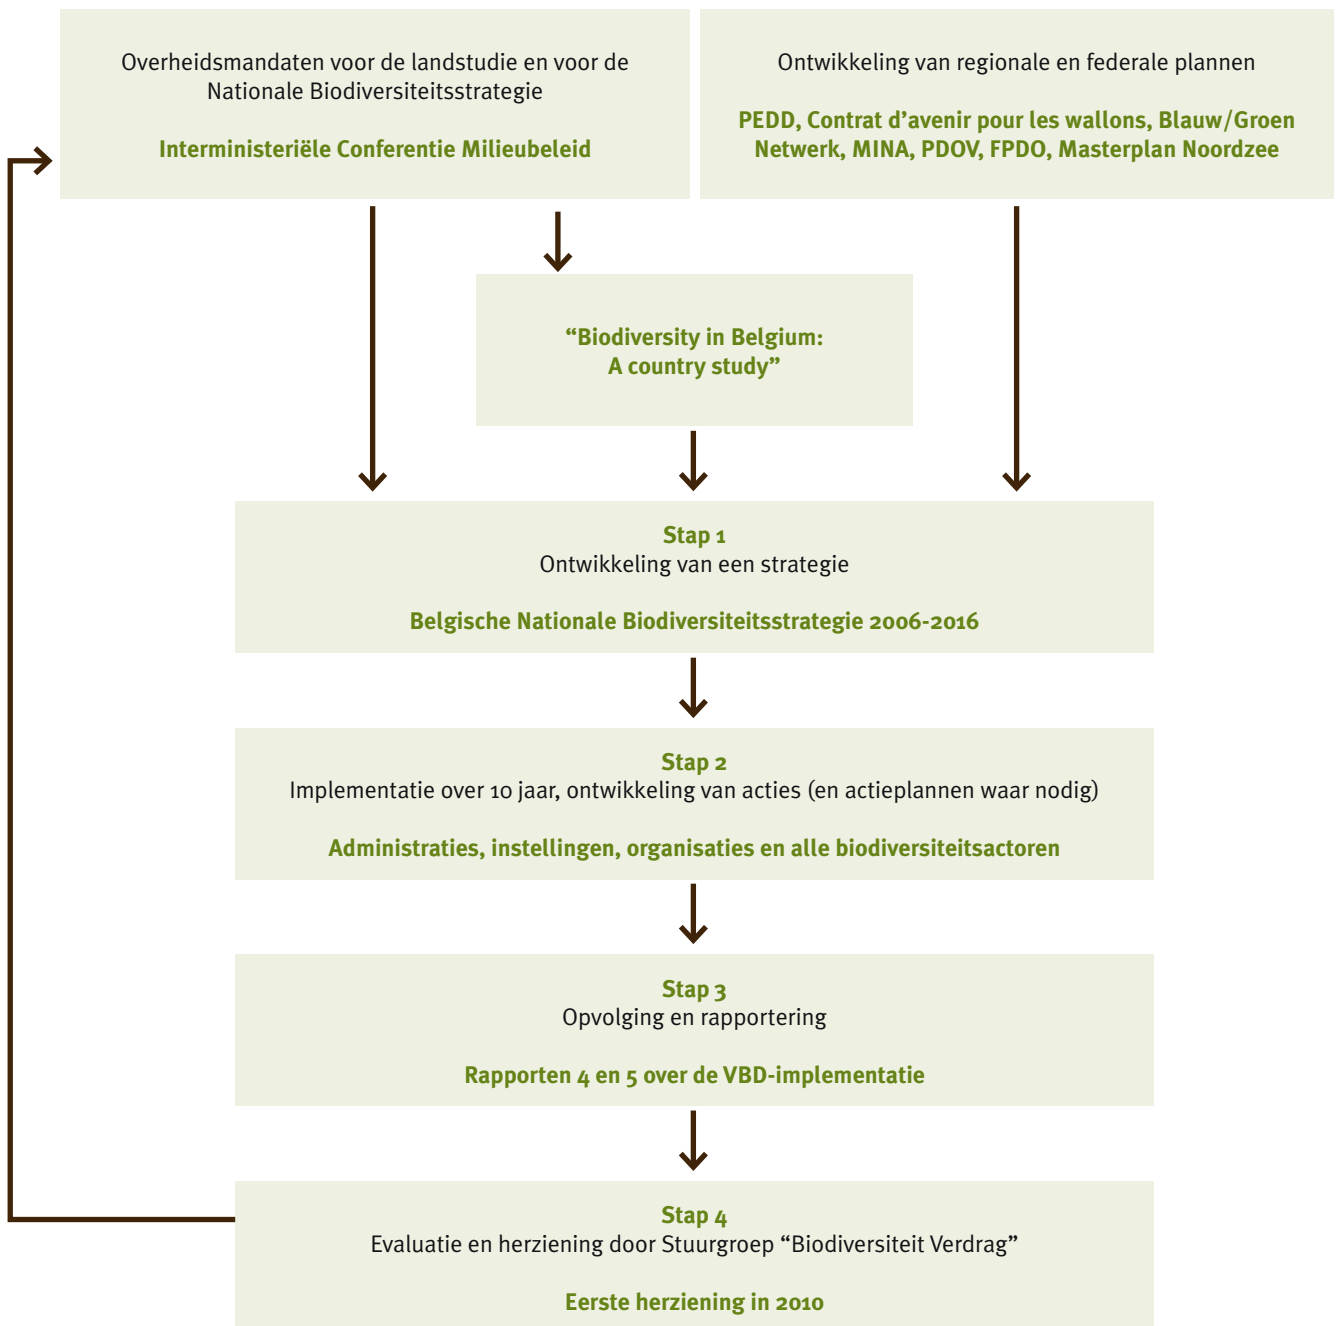 Overheidsmandaten voor de landstudie en voor de
Nationale Biodiversiteitsstrategie
Interministeriële Conferentie Milieubeleid
Ontwikkeling van regionale en federale plannen
PEDD, Contrat d’avenir pour les wallons, Blauw/Groen
Netwerk, MINA, PDOV, FPDO, Masterplan Noordzee
“Biodiversity in Belgium:
A country study”
Stap 1
Ontwikkeling van een strategie
Belgische Nationale Biodiversiteitsstrategie 2006-2016
Stap 2
Implementatie over 10 jaar, ontwikkeling van acties (en actieplannen waar nodig)
Administraties, instellingen, organisaties en alle biodiversiteitsactoren
Stap 3
Opvolging en rapportering
Rapporten 4 en 5 over de VBD-implementatie
Stap 4
Evaluatie en herziening door Stuurgroep “Biodiversiteit Verdrag”
Eerste herziening in 2010